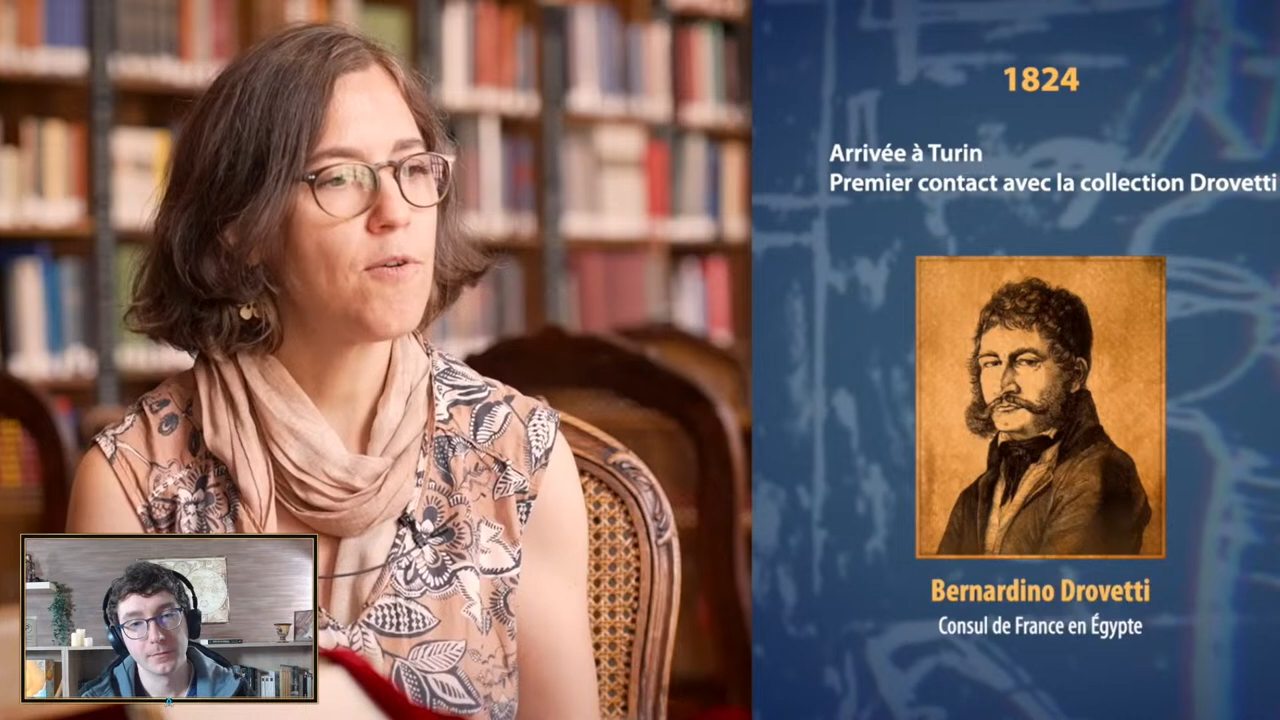 1824
Arrivée à Turin
Premier contact avec la collection Drovetti
Bernardino Drovetti
Consul de France en Égypte